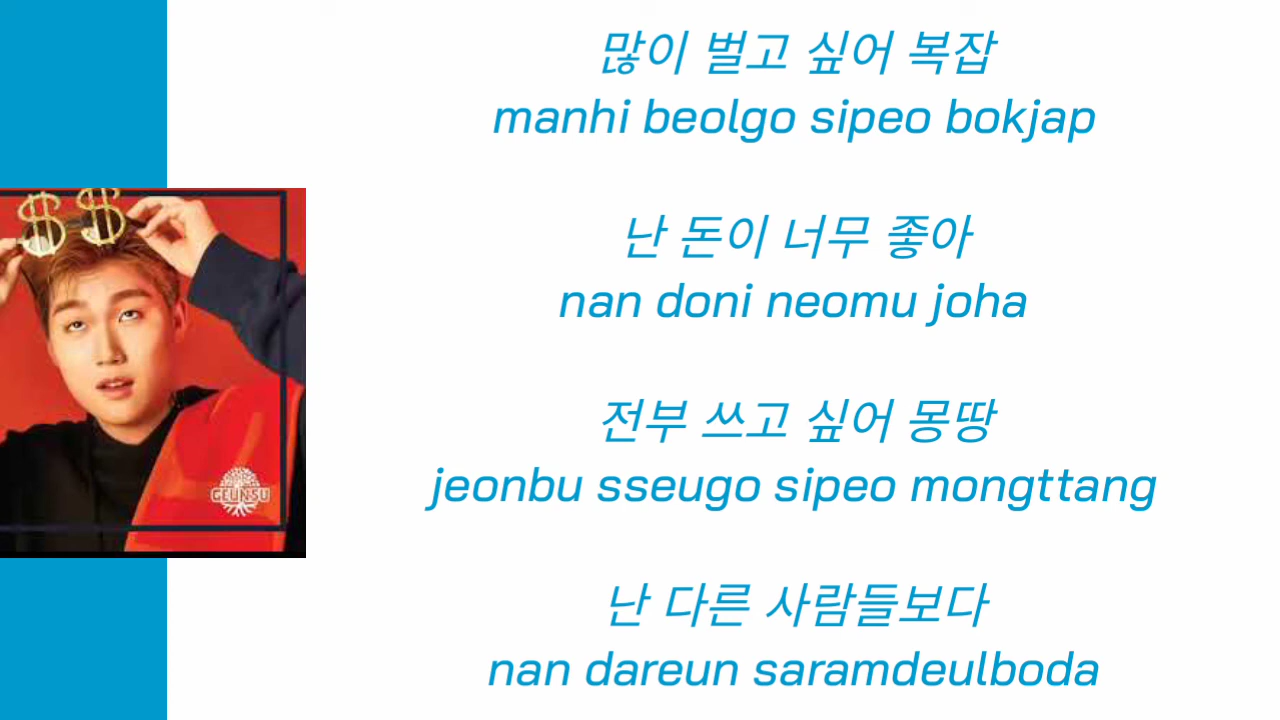 많이 벌고 싶어 복잡
manhi beolgo sipeo bokjap
난 돈이 너무 좋아
nan doni neomu joha
전부 쓰고 싶어 몽땅
jeonbu sseugo sipeo mongttang
난 다른 사람들보다
nan dareun saramdeulboda
$ $
GEUNSU